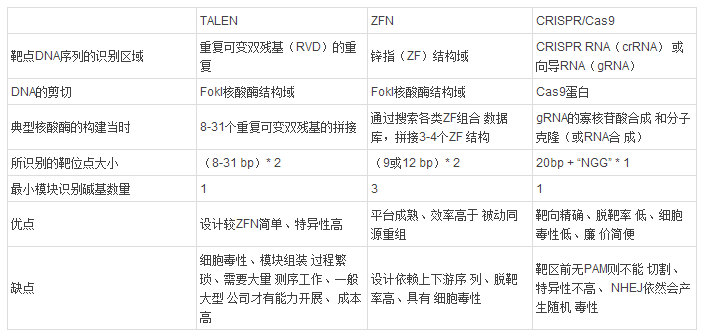 TALEN ZFN CRISPR/Cas9
靶点DNA序列的识别区域
重复可变双残基（RVD）的重
复
锌指（ZF）结构域
CRISPR RNA（crRNA） 或
向导RNA（gRNA）
DNA的剪切 FokI核酸酶结构域 FokI核酸酶结构域 Cas9蛋白
典型核酸酶的构建当时
8-31个重复可变双残基的拼接
通过搜索各类ZF组合 数据
库，拼接3-4个ZF 结构
gRNA的寡核苷酸合成 和分子
克隆（或RNA合 成）
所识别的靶位点大小 （8-31 bp）* 2 （9或12 bp）* 2 20bp + “NGG” * 1
最小模块识别碱基数量 1 3 1
优点
设计较ZFN简单、特异性高
平台成熟、效率高于 被动同
源重组
靶向精确、脱靶率 低、细胞
毒性低、廉 价简便
缺点
细胞毒性、模块组装 过程繁
琐、需要大量 测序工作、一般
大型 公司才有能力开展、 成本
高
设计依赖上下游序 列、脱靶
率高、具有 细胞毒性
靶区前无PAM则不能 切割、
特异性不高、 NHEJ依然会产
生随机 毒性